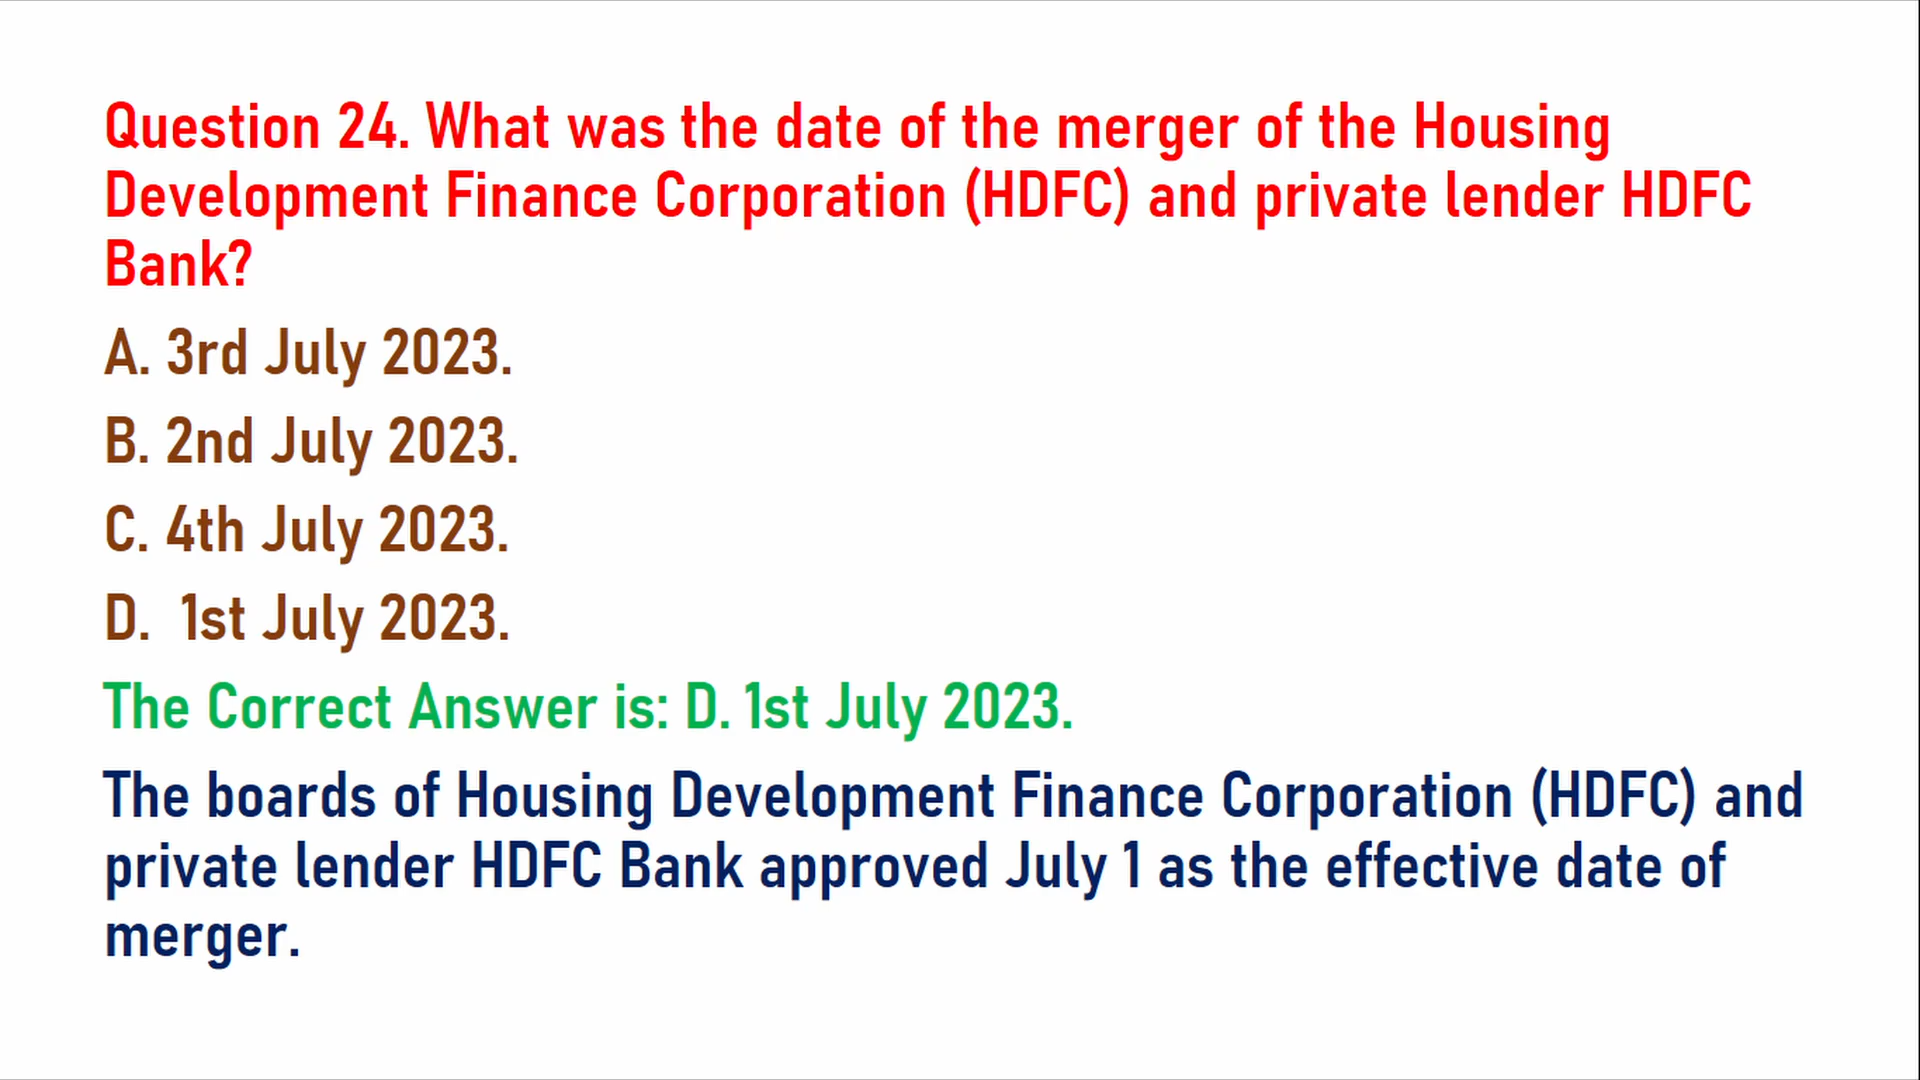 Question 24. What was the date of the merger of the Housing
Development Finance Corporation (HDFC) and private lender HDFC
Bank?
A. 3rd July 2023.
B. 2nd July 2023.
C. 4th July 2023.
D. 1st July 2023.
The Correct Answer is: D. 1st July 2023.
The boards of Housing Development Finance Corporation (HDFC) and
private lender HDFC Bank approved July 1 as the effective date of
merger.